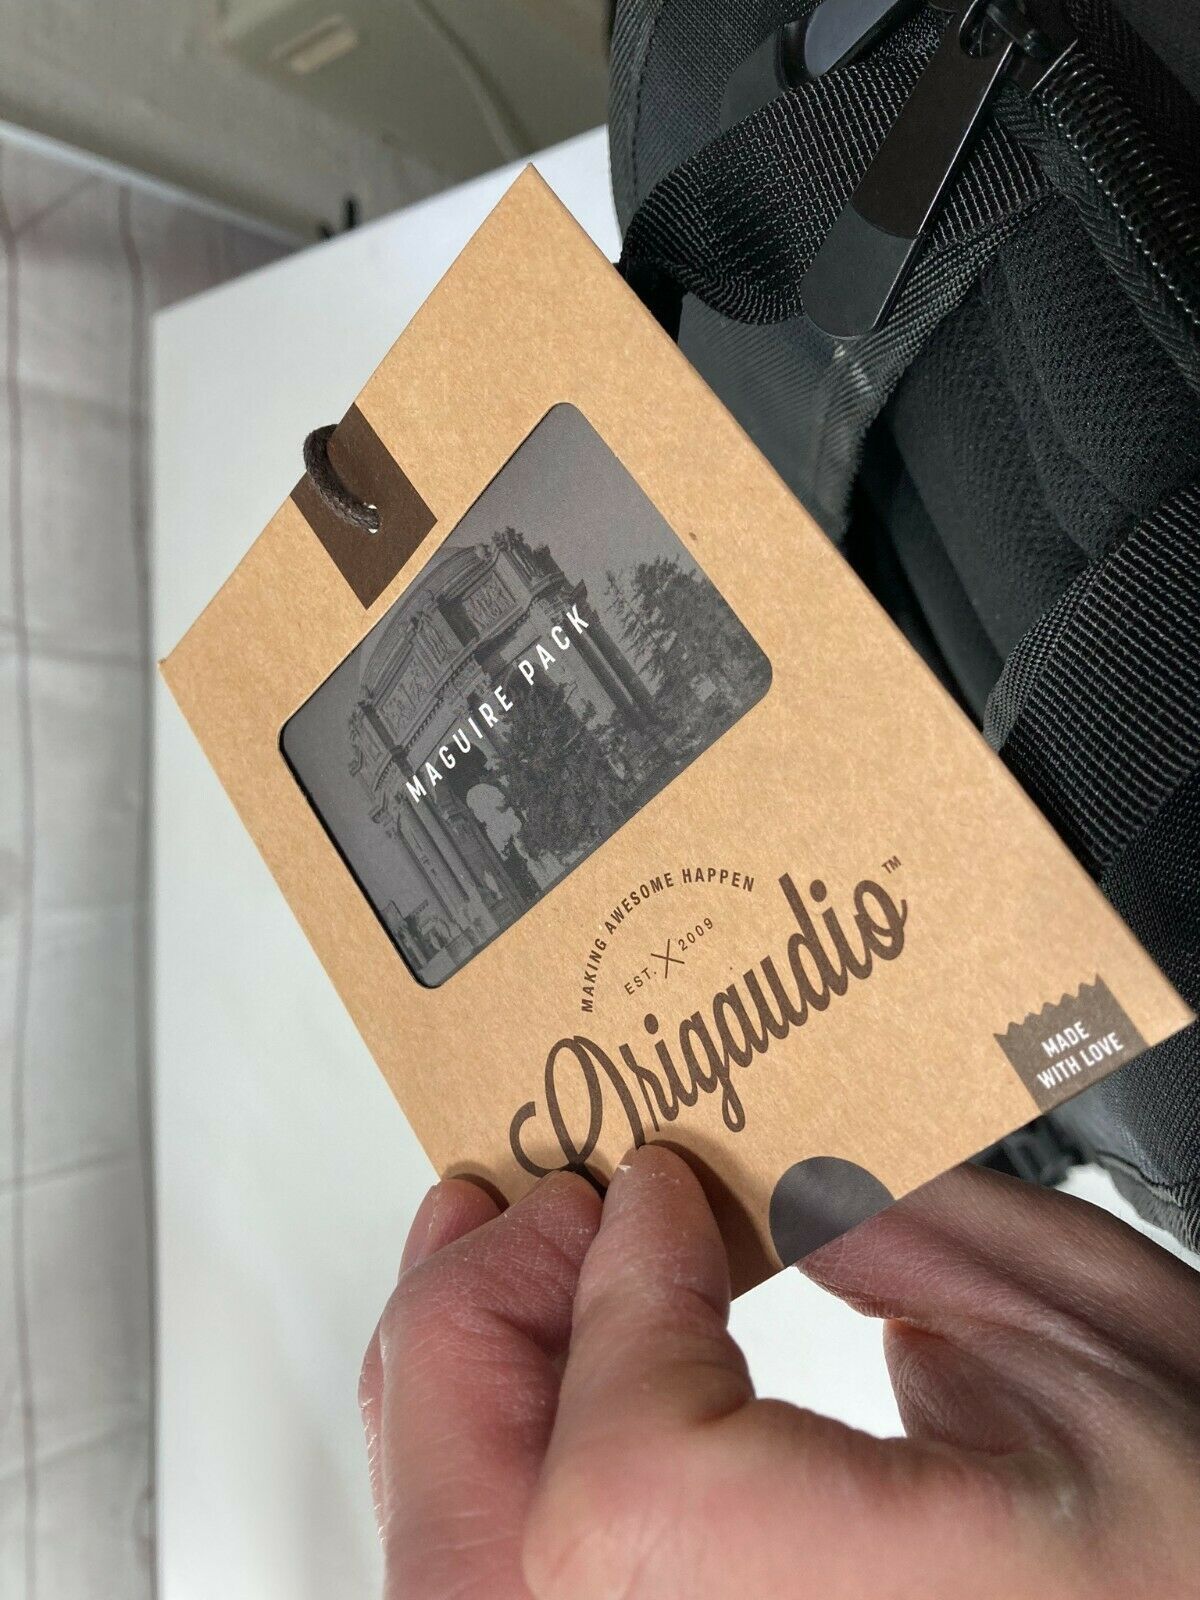 MAGUIRE PACK
MAKING AWESOME HAPPEN
EST. 2009
Origaudio™
MADE
WITH LOVE